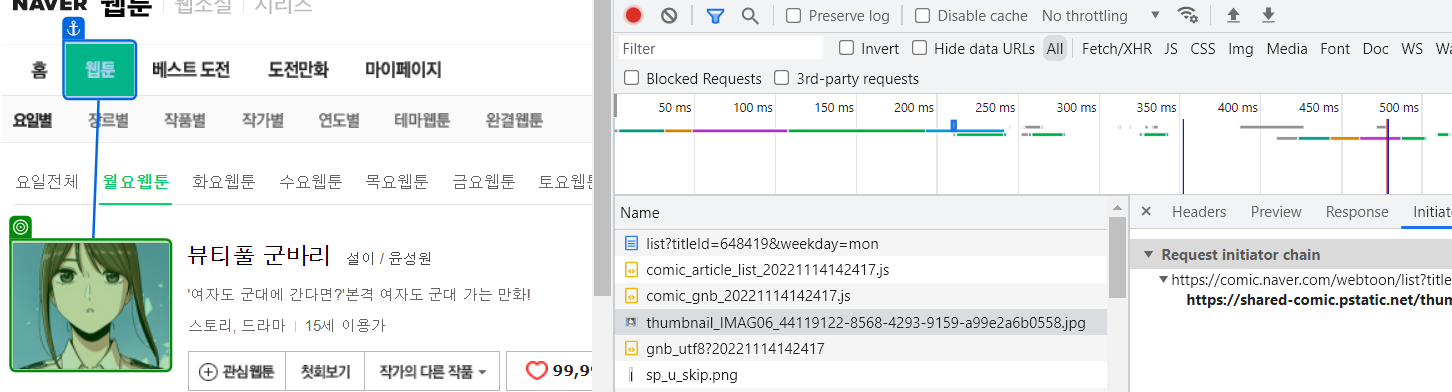 NAVER 웹툰 웹소설 시리즈
홈 웹툰 베스트 도전 도전만화 마이페이지
요일별 장르별 작품별 작가별 연도별 테마웹툰 완결웹툰
요일전체 월요웹툰 화요웹툰 수요웹툰 목요웹툰 금요웹툰 토요웹툰
뷰티풀 군바리 설이 / 윤성원
'여자도 군대에 간다면?'본격 여자도 군대 가는 만화!
스토리, 드라마 | 15세 이용가
관심웹툰 첫회보기 작가의 다른 작품 99,9
Preserve log Disable cache No throttling
Filter Invert Hide data URLs All Fetch/XHR JS CSS Img Media Font Doc WS Wa
Blocked Requests 3rd-party requests
50 ms 100 ms 150 ms 200 ms 250 ms 300 ms 350 ms 400 ms 450 ms 500 ms
Name
list?titleId=648419&weekday=mon
comic_article_list_20221114142417.js
comic_gnb_20221114142417.js
thumbnail_IMAG06_44119122-8568-4293-9159-a99e2a6b0558.jpg
gnb_utf8?20221114142417
sp_u_skip.png
× Headers Preview Response Initiat
Request initiator chain
https://comic.naver.com/webtoon/list?title
https://shared-comic.pstatic.net/thum